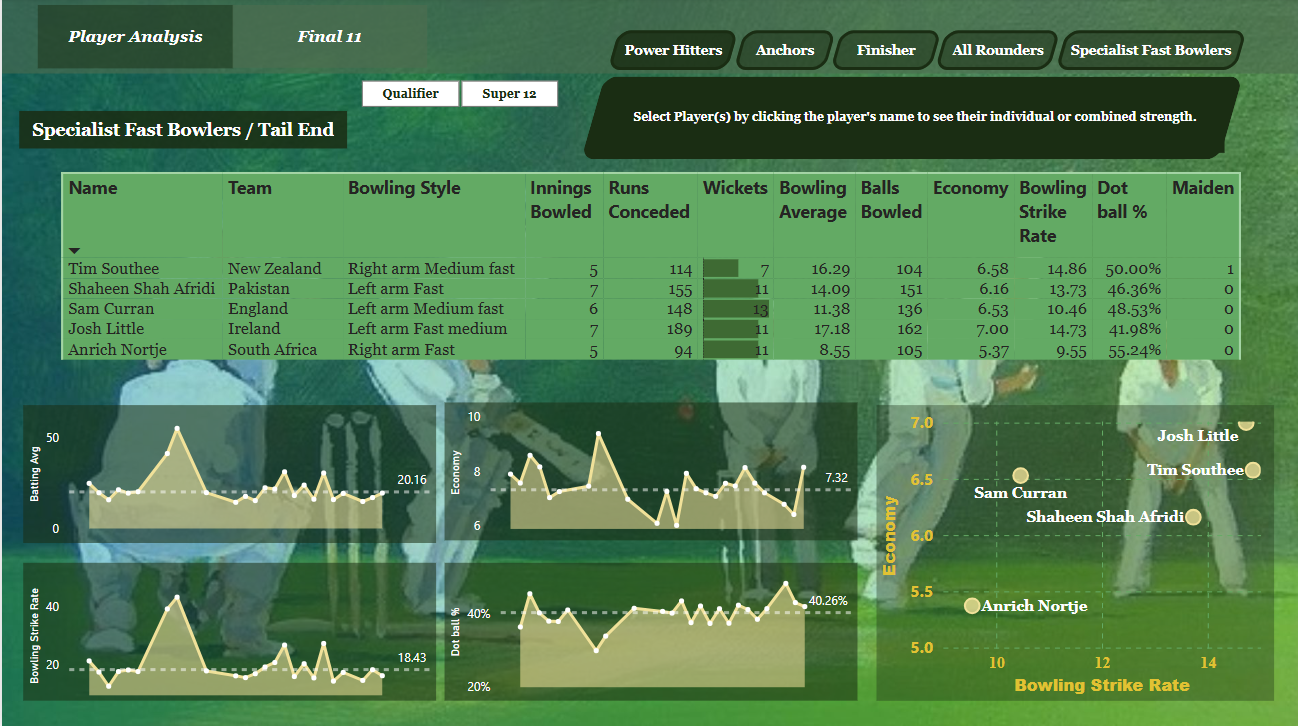 Player Analysis
Final 11
Power Hitters
Anchors
Finisher
All Rounders
Specialist Fast Bowlers
Qualifier
Super 12
Select Player(s) by clicking the player's name to see their individual or combined strength.
Specialist Fast Bowlers / Tail End
Name Team Bowling Style Innings Bowled Runs Conceded Wickets Bowling Average Balls Bowled Economy Bowling Strike Rate Dot ball % Maiden
Tim Southee New Zealand Right arm Medium fast 5 114 7 16.29 104 6.58 14.86 50.00% 1
Shaheen Shah Afridi Pakistan Left arm Fast 7 155 11 14.09 151 6.16 13.73 46.36% 0
Sam Curran England Left arm Medium fast 6 148 13 11.38 136 6.53 10.46 48.53% 0
Josh Little Ireland Left arm Fast medium 7 189 11 17.18 162 7.00 14.73 41.98% 0
Anrich Nortje South Africa Right arm Fast 5 94 11 8.55 105 5.37 9.55 55.24% 0
Batting Avg
50
0
20.16
Economy
10
8
6
7.32
Bowling Strike Rate
40
20
18.43
Dot ball %
40%
20%
40.26%
Economy
7.0
6.5
6.0
5.5
5.0
Josh Little
Tim Southee
Sam Curran
Shaheen Shah Afridi
Anrich Nortje
10 12 14
Bowling Strike Rate